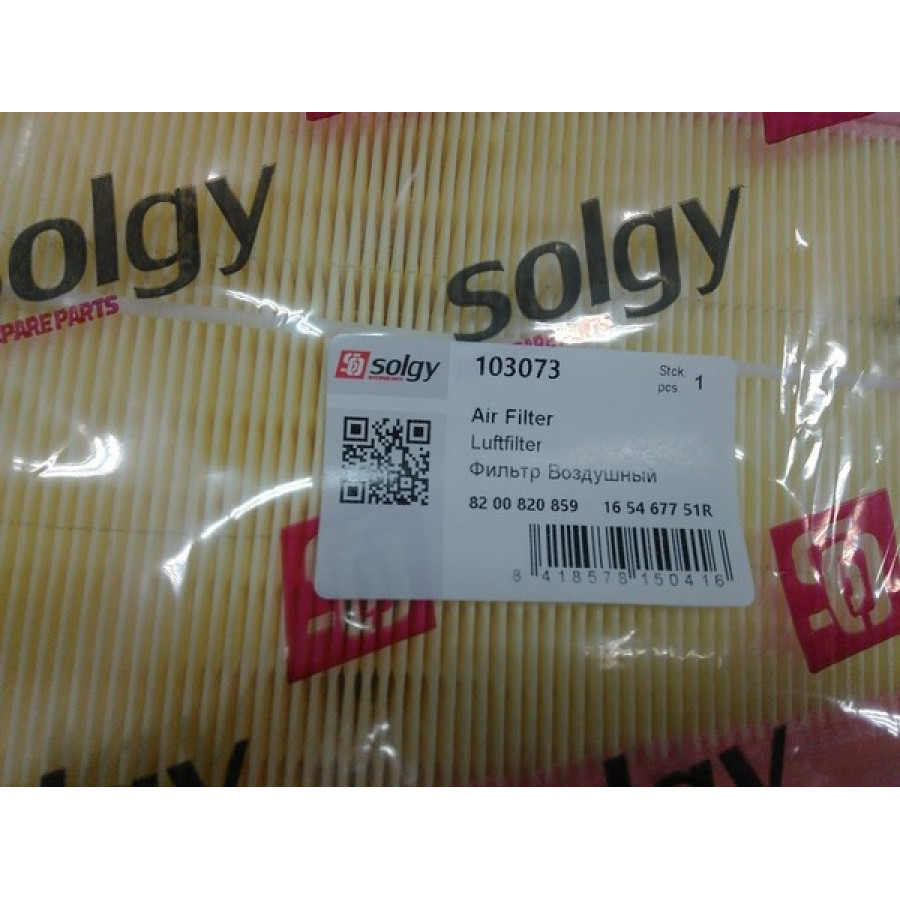 solgy
solgy
SPARE PARTS
solgy
103073
Stck.
pcs. 1
Air Filter
Luftfilter
Фильтр Воздушный
82 00 820 859 16 54 677 51R
8 418578 150416